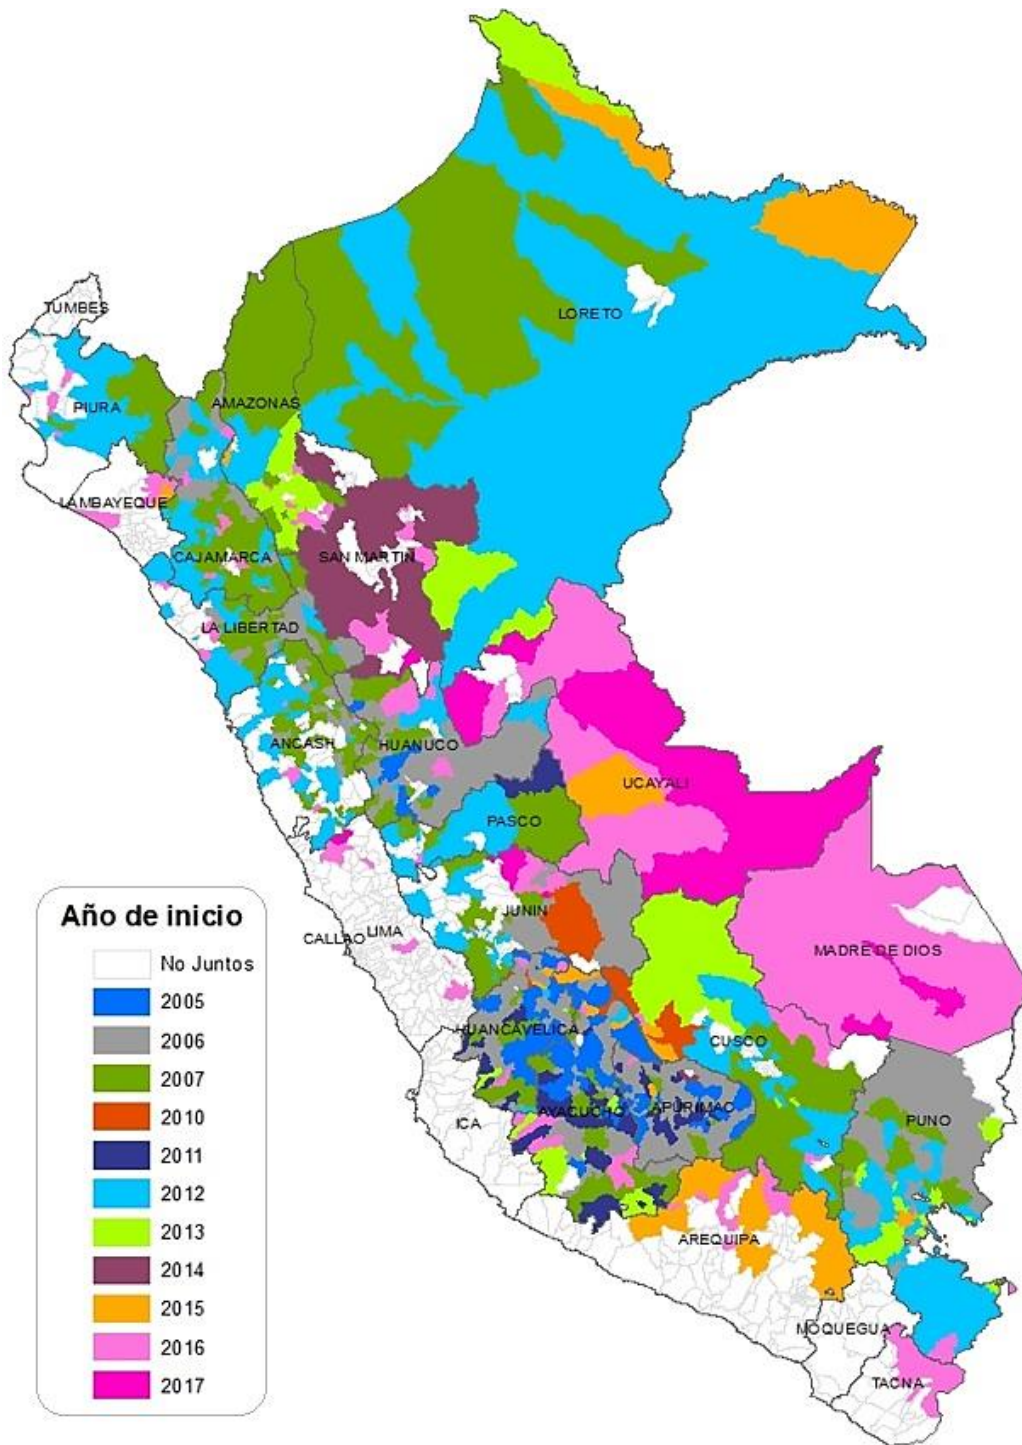 TUMBES
LORETO
PIURA
AMAZONAS
LAMBAYEQUE
CAJAMARCA
SAN MARTIN
LA LIBERTAD
ANCASH
HUANUCO
UCAYALI
PASCO
JUNIN
CALLAO
LIMA
MADRE DE DIOS
HUANCAVELICA
CUSCO
AYACUCHO
APURIMAC
PUNO
ICA
AREQUIPA
MOQUEGUA
TACNA
Año de inicio
No Juntos
2005
2006
2007
2010
2011
2012
2013
2014
2015
2016
2017